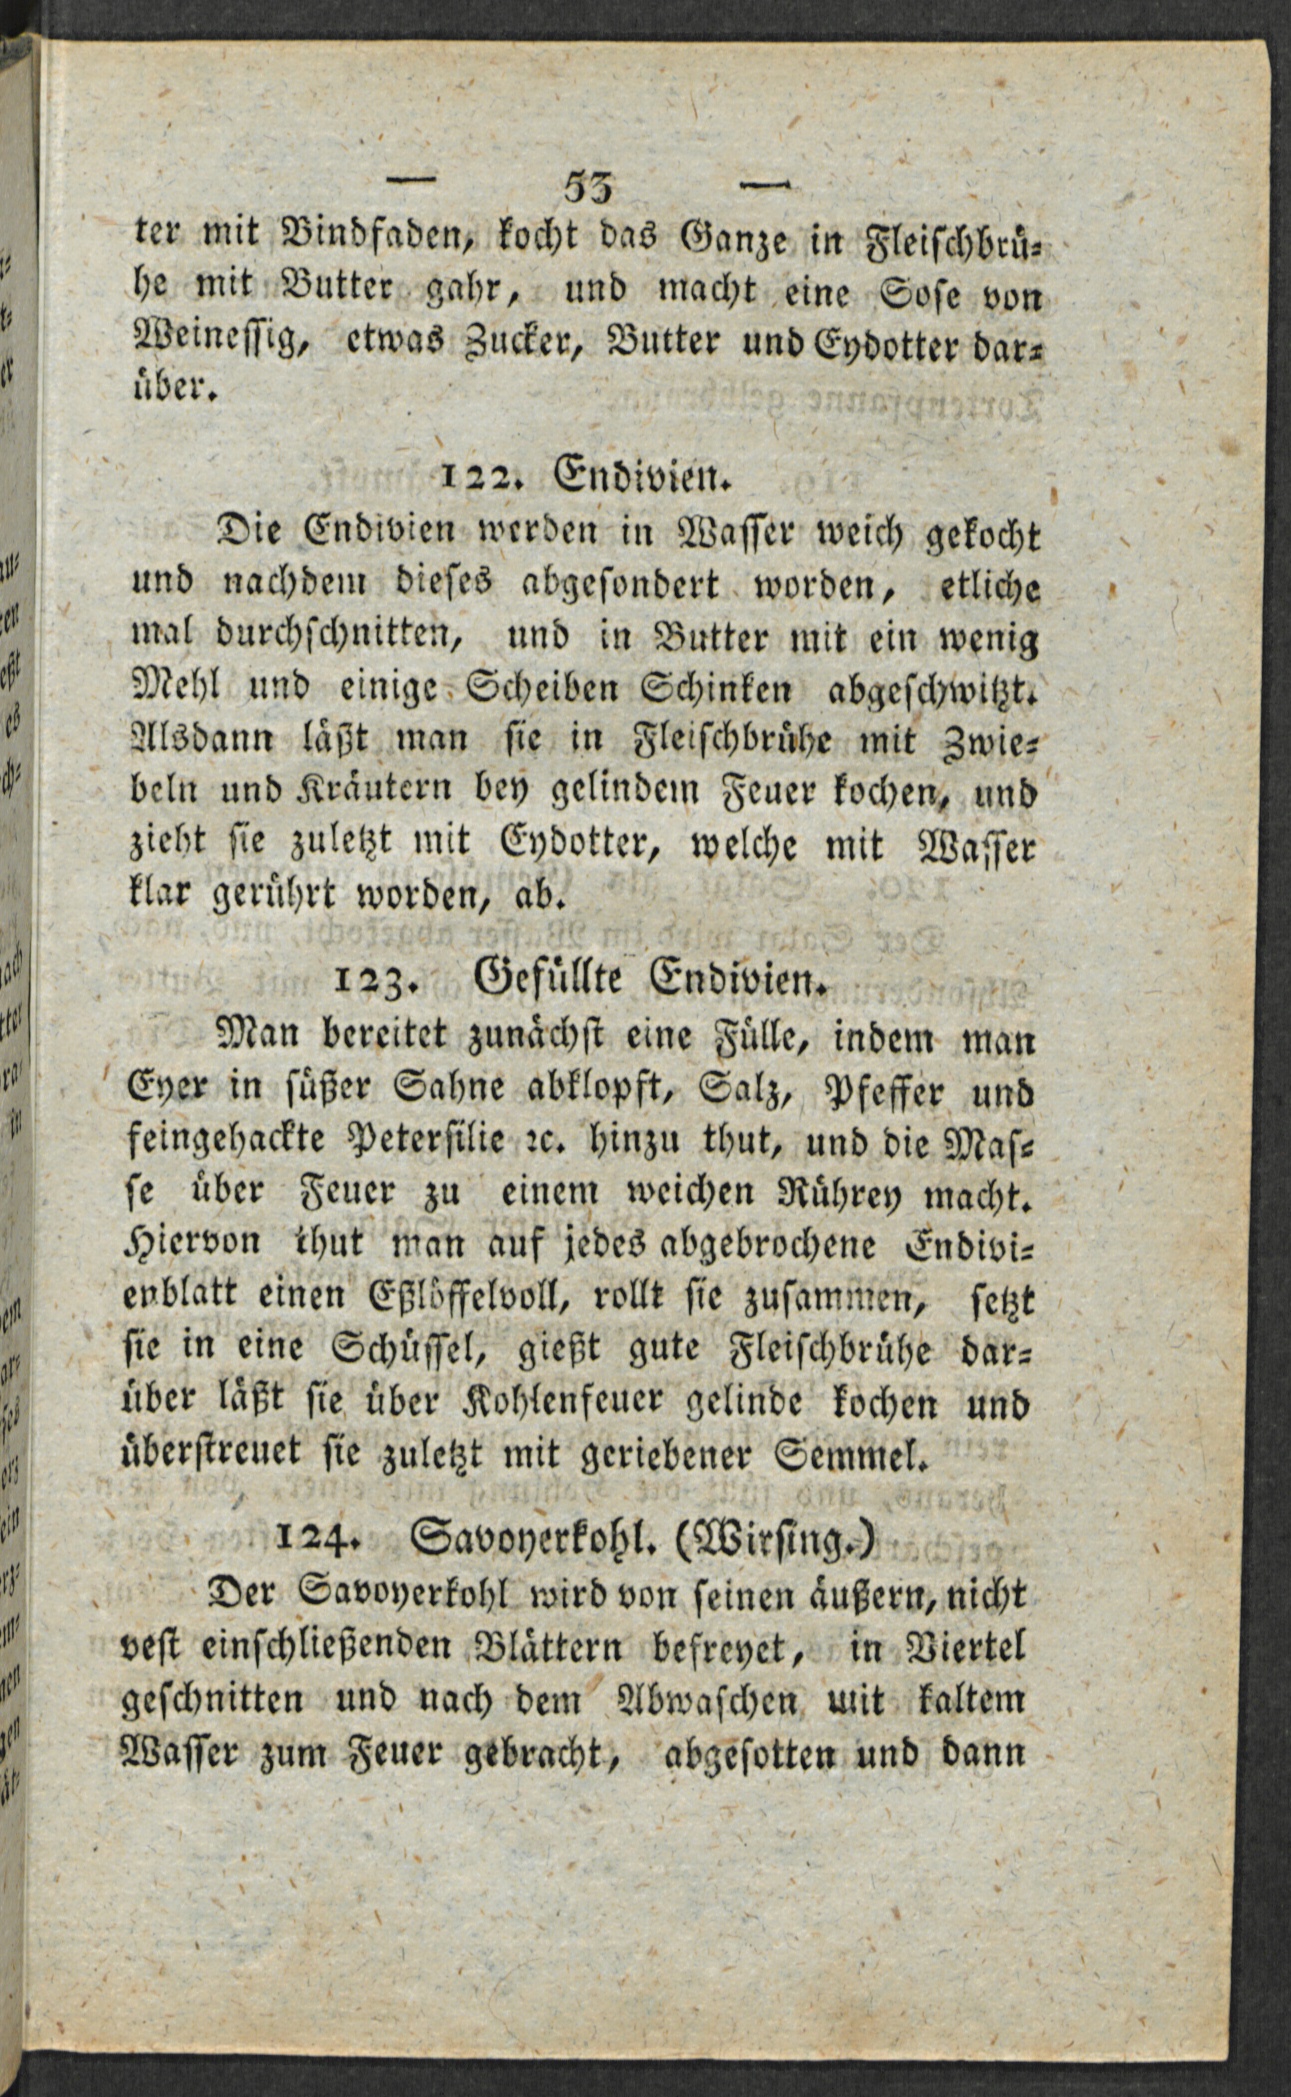 — 53 —
ter mit Bindfaden, kocht das Ganze in Fleischbrü-
he mit Butter gahr, und macht eine Sose von
Weinessig, etwas Zucker, Butter und Eydotter dar-
über.
122. Endivien.
Die Endivien werden in Wasser weich gekocht
und nachdem dieses abgesondert worden, etliche
mal durchschnitten, und in Butter mit ein wenig
Mehl und einige Scheiben Schinken abgeschwitzt.
Alsdann läßt man sie in Fleischbrühe mit Zwie-
beln und Kräutern bey gelindem Feuer kochen, und
zieht sie zuletzt mit Eydotter, welche mit Wasser
klar gerührt worden, ab.
123. Gefüllte Endivien.
Man bereitet zunächst eine Fülle, indem man
Eyer in süßer Sahne abklopft, Salz, Pfeffer und
feingehackte Petersilie ꝛc. hinzu thut, und die Mas-
se über Feuer zu einem weichen Rührey macht.
Hiervon thut man auf jedes abgebrochene Endivi-
enblatt einen Eßlöffelvoll, rollt sie zusammen, setzt
sie in eine Schüssel, gießt gute Fleischbrühe dar-
über läßt sie über Kohlenfeuer gelinde kochen und
überstreuet sie zuletzt mit geriebener Semmel.
124. Savoyerkohl. (Wirsing.)
Der Savoyerkohl wird von seinen äußern, nicht
vest einschließenden Blättern befreyet, in Viertel
geschnitten und nach dem Abwaschen mit kaltem
Wasser zum Feuer gebracht, abgesotten und dann